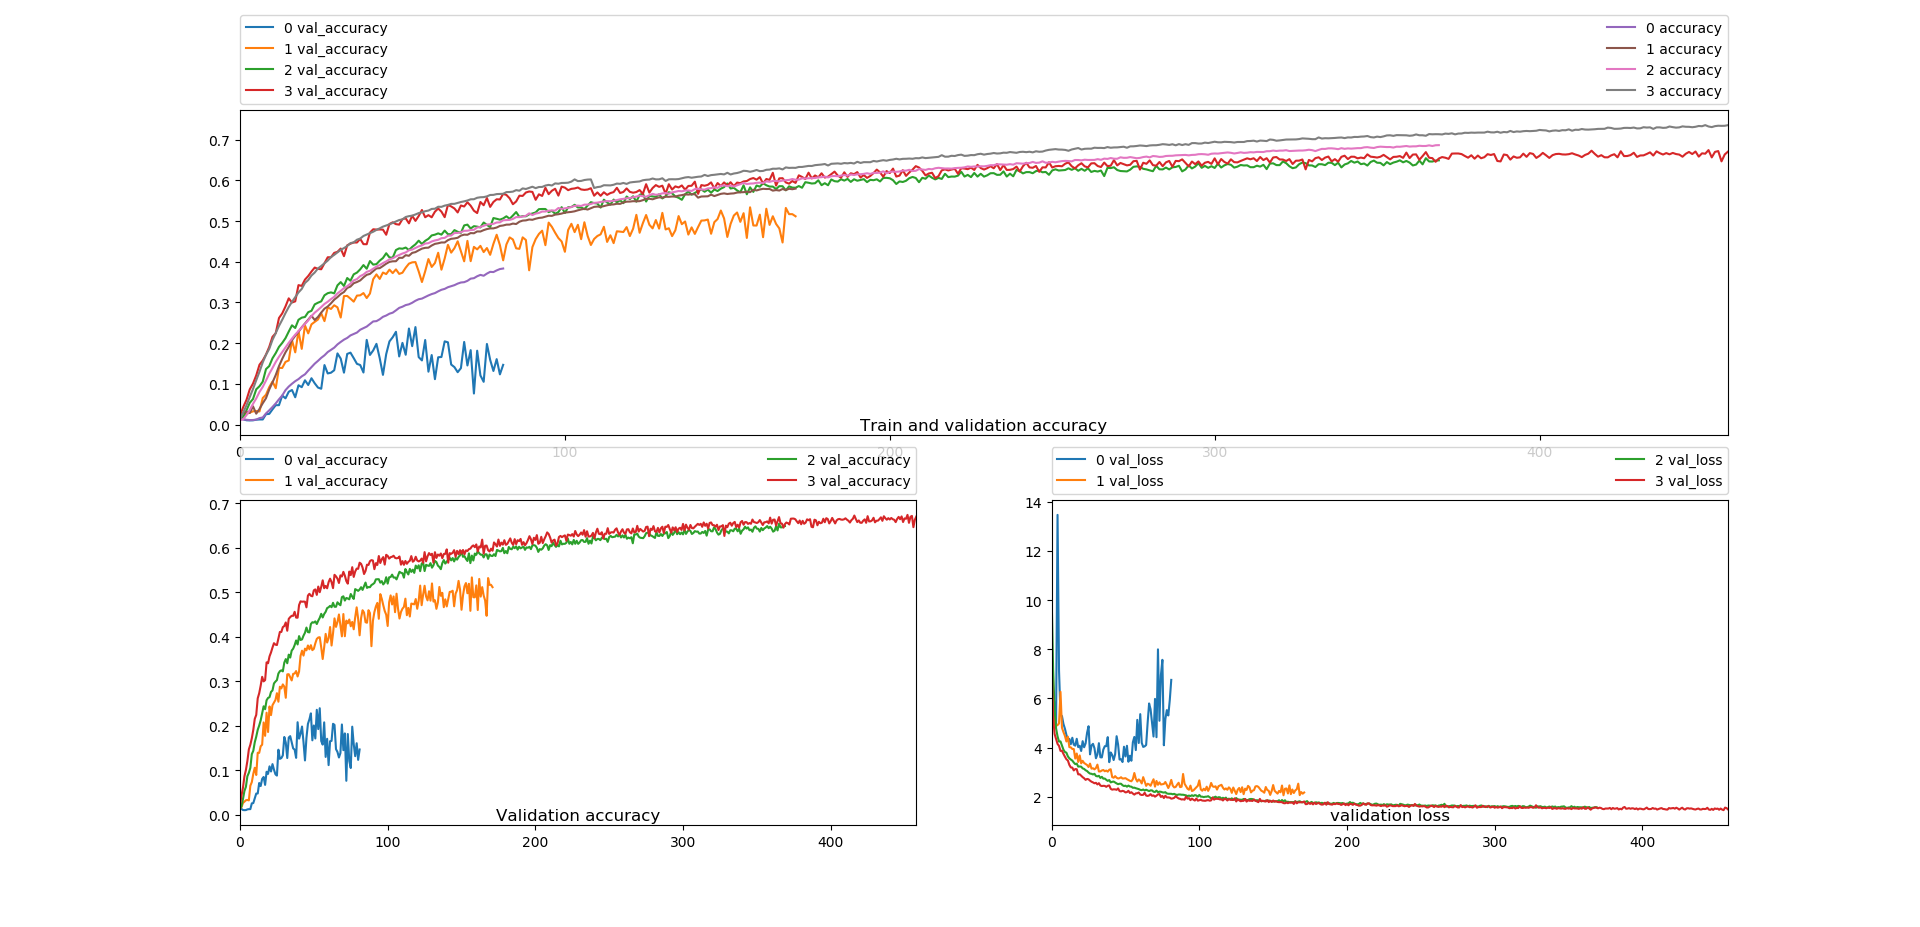 0 val_accuracy 0 accuracy
1 val_accuracy 1 accuracy
2 val_accuracy 2 accuracy
3 val_accuracy 3 accuracy
0.7
0.6
0.5
0.4
0.3
0.2
0.1
0.0
Train and validation accuracy
0 100 200 300 400
0 val_accuracy 2 val_accuracy
1 val_accuracy 3 val_accuracy
0.7
0.6
0.5
0.4
0.3
0.2
0.1
0.0
Validation accuracy
0 100 200 300 400
0 val_loss 2 val_loss
1 val_loss 3 val_loss
14
12
10
8
6
4
2
validation loss
0 100 200 300 400